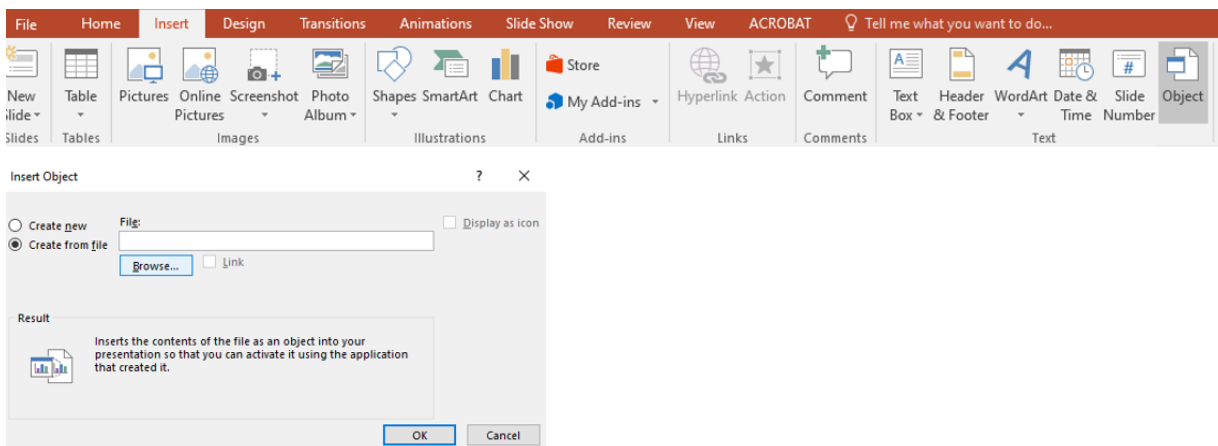 File Home Insert Design Transitions Animations Slide Show Review View ACROBAT Tell me what you want to do...
New Slide
Table
Pictures
Online Pictures
Screenshot
Photo Album
Shapes
SmartArt
Chart
Store
My Add-ins
Hyperlink
Action
Comment
Text Box
Header & Footer
WordArt
Date & Time
#
Slide Number
Object
Slides Tables Images Illustrations Add-ins Links Comments Text
Insert Object ? ✕
Create new
Create from file
File:
Browse...
Link
Display as icon
Result
Inserts the contents of the file as an object into your
presentation so that you can activate it using the application
that created it.
OK Cancel